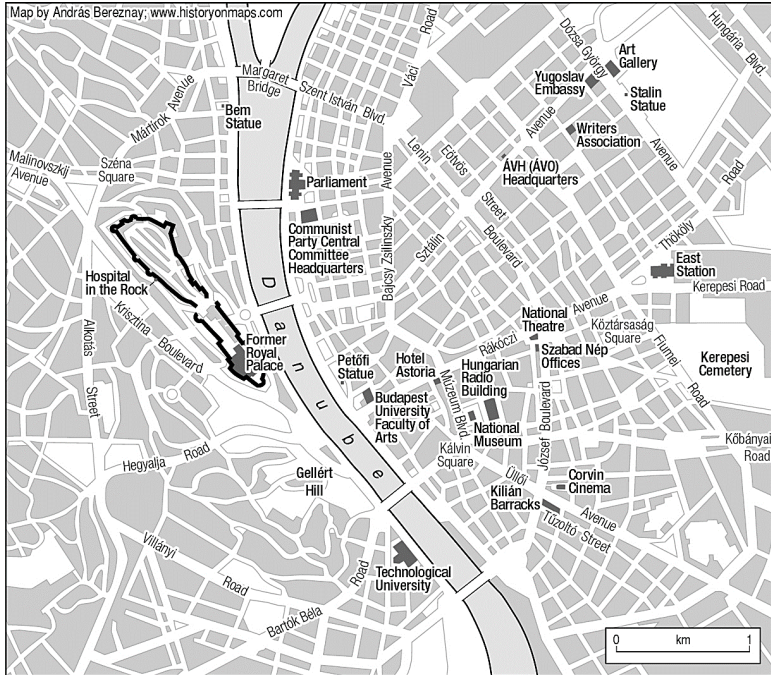 Map by András Bereznay; www.historyonmaps.com
Margaret
Bridge
Szent István Blvd.
Váci
Road
Dózsa György
Avenue
Art
Gallery
Hungária Blvd.
Yugoslav
Embassy
Stalin
Statue
Avenue
Writers
Association
ÁVH (ÁVO)
Headquarters
Mártírok Avenue
Bem
Statue
Malinovszkij
Avenue
Széna
Square
Parliament
Communist
Party Central
Committee
Headquarters
Bajcsy Zsilinszky
Avenue
Lenin
Boulevard
Eötvös
Street
Sztálin
Thököly
Road
East
Station
Kerepesi Road
Hospital
in the Rock
Krisztina
Boulevard
Alkotás
Street
Former
Royal
Palace
Danube
Petőfi
Statue
Hotel
Astoria
Rákóczi
Avenue
National
Theatre
Köztársaság
Square
Szabad Nép
Offices
Fiumei
Road
Kerepesi
Cemetery
Hungarian
Radio
Building
Múzeum Blvd.
Budapest
University
Faculty of
Arts
National
Museum
József Boulevard
Kálvin
Square
Kőbányai
Road
Hegyalja
Road
Gellért
Hill
Üllői
Avenue
Corvin
Cinema
Kilián
Barracks
Tűzoltó Street
Villányi
Road
Technological
University
Bartók Béla
Road
0 km 1